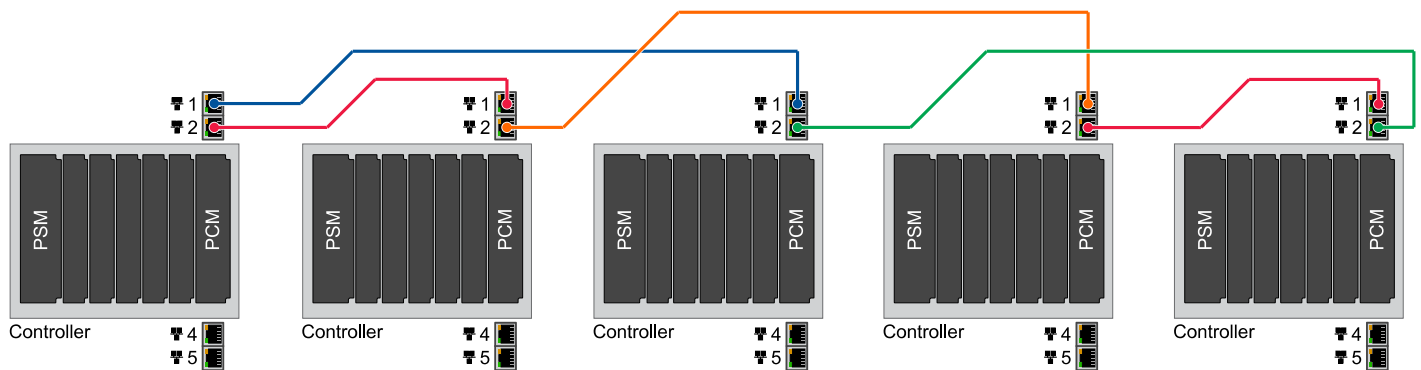 1 1 1 1 1
2 2 2 2 2
PSM PCM PSM PCM PSM PCM PSM PCM PSM PCM
Controller 4 Controller 4 Controller 4 Controller 4 Controller 4
5 5 5 5 5